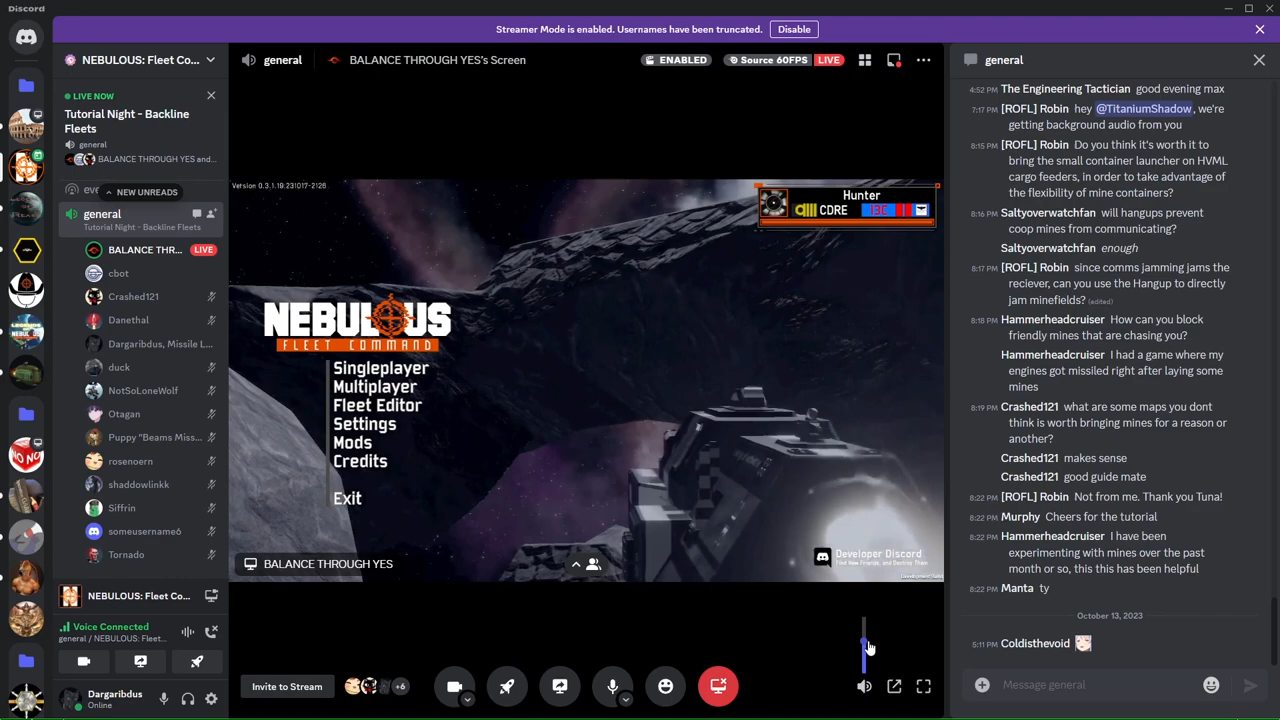 Discord
Streamer Mode is enabled. Usernames have been truncated.
Disable
NEBULOUS: Fleet Co...
LIVE NOW
Tutorial Night - Backline
Fleets
general
BALANCE THROUGH YES and...
NEW UNREADS
general
Tutorial Night - Backline Fleets
BALANCE THR...
LIVE
cbot
Crashed121
Danethal
Dargaribdus, Missile L...
duck
NotSoLoneWolf
Otagan
Puppy "Beams Miss...
rosenoern
shaddowlinkk
Siffrin
someusername6
Tornado
NEBULOUS: Fleet Co...
Voice Connected
general / NEBULOUS: Fleet...
Dargaribdus
Online
general
BALANCE THROUGH YES's Screen
ENABLED
Source 60FPS
LIVE
Version 0.3.1.19:231017-2126
Hunter
CDRE
NEBULOUS
FLEET COMMAND
Singleplayer
Multiplayer
Fleet Editor
Settings
Mods
Credits
Exit
Developer Discord
Find New Friends, and Destroy Them
BALANCE THROUGH YES
Invite to Stream
+6
general
4:52 PM The Engineering Tactician good evening max
7:17 PM [ROFL] Robin hey @TitaniumShadow, we're
getting background audio from you
8:15 PM [ROFL] Robin Do you think it's worth it to
bring the small container launcher on HVML
cargo feeders, in order to take advantage of
the flexibility of mine containers?
8:16 PM Saltyoverwatchfan will hangups prevent
coop mines from communicating?
Saltyoverwatchfan enough
8:17 PM [ROFL] Robin since comms jamming jams the
reciever, can you use the Hangup to directly
jam minefields? (edited)
8:18 PM Hammerheadcruiser How can you block
friendly mines that are chasing you?
Hammerheadcruiser I had a game where my
engines got missiled right after laying some
mines
8:19 PM Crashed121 what are some maps you dont
think is worth bringing mines for a reason or
another?
Crashed121 makes sense
Crashed121 good guide mate
8:22 PM [ROFL] Robin Not from me. Thank you Tuna!
8:22 PM Murphy Cheers for the tutorial
8:22 PM Hammerheadcruiser I have been
experimenting with mines over the past
month or so, this this has been helpful
8:22 PM Manta ty
October 13, 2023
5:11 PM Coldisthevoid
Message general